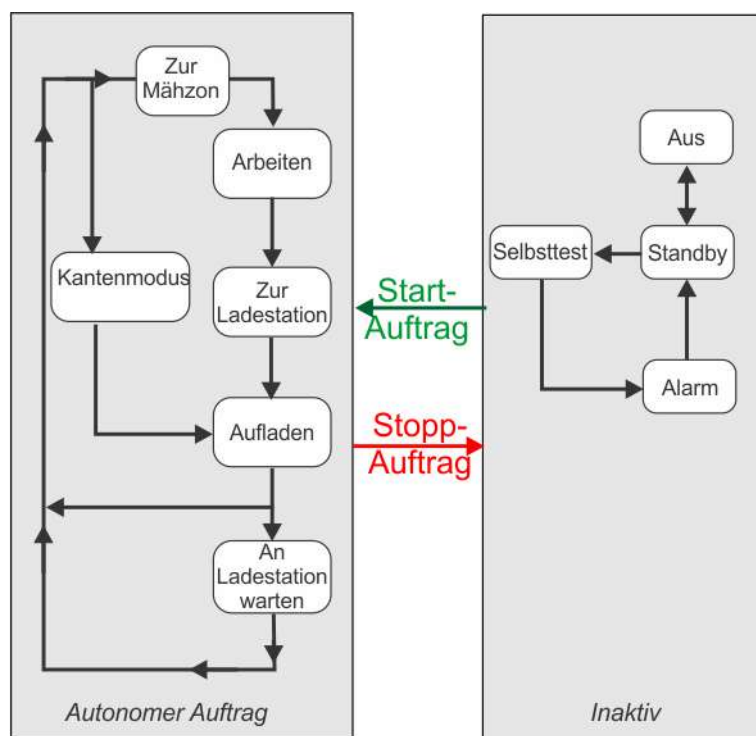 Zur
Mähzon
Arbeiten
Kantenmodus
Zur
Ladestation
Aufladen
An
Ladestation
warten
Autonomer Auftrag
Start-
Auftrag
Stopp-
Auftrag
Aus
Selbsttest
Standby
Alarm
Inaktiv